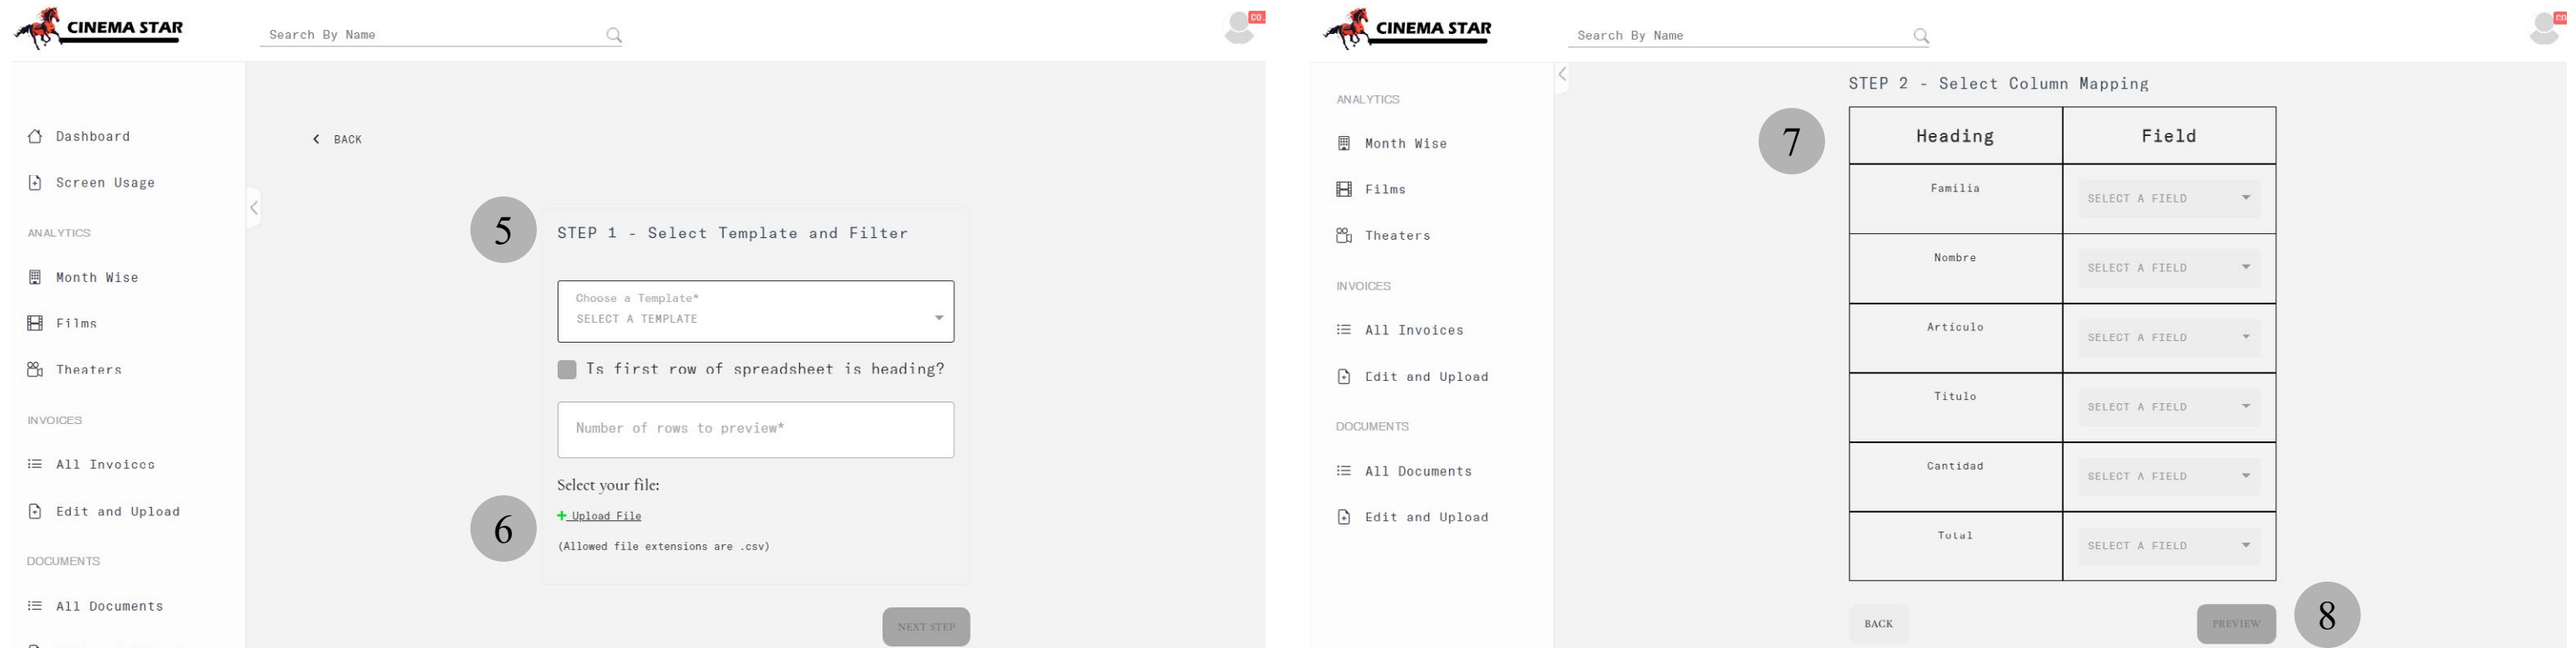 CINEMA STAR
Search By Name
CO.
Dashboard
Screen Usage
ANALYTICS
Month Wise
Films
Theaters
INVOICES
All Invoices
Edit and Upload
DOCUMENTS
All Documents
BACK
5
STEP 1 - Select Template and Filter
Choose a Template*
SELECT A TEMPLATE
Is first row of spreadsheet is heading?
Number of rows to preview*
Select your file:
6
+ Upload File
(Allowed file extensions are .csv)
NEXT STEP
CINEMA STAR
Search By Name
CO
ANALYTICS
Month Wise
Films
Theaters
INVOICES
All Invoices
Edit and Upload
DOCUMENTS
All Documents
Edit and Upload
STEP 2 - Select Column Mapping
7
Heading Field
Familia SELECT A FIELD
Nombre SELECT A FIELD
Artículo SELECT A FIELD
Titulo SELECT A FIELD
Cantidad SELECT A FIELD
Total SELECT A FIELD
BACK PREVIEW
8